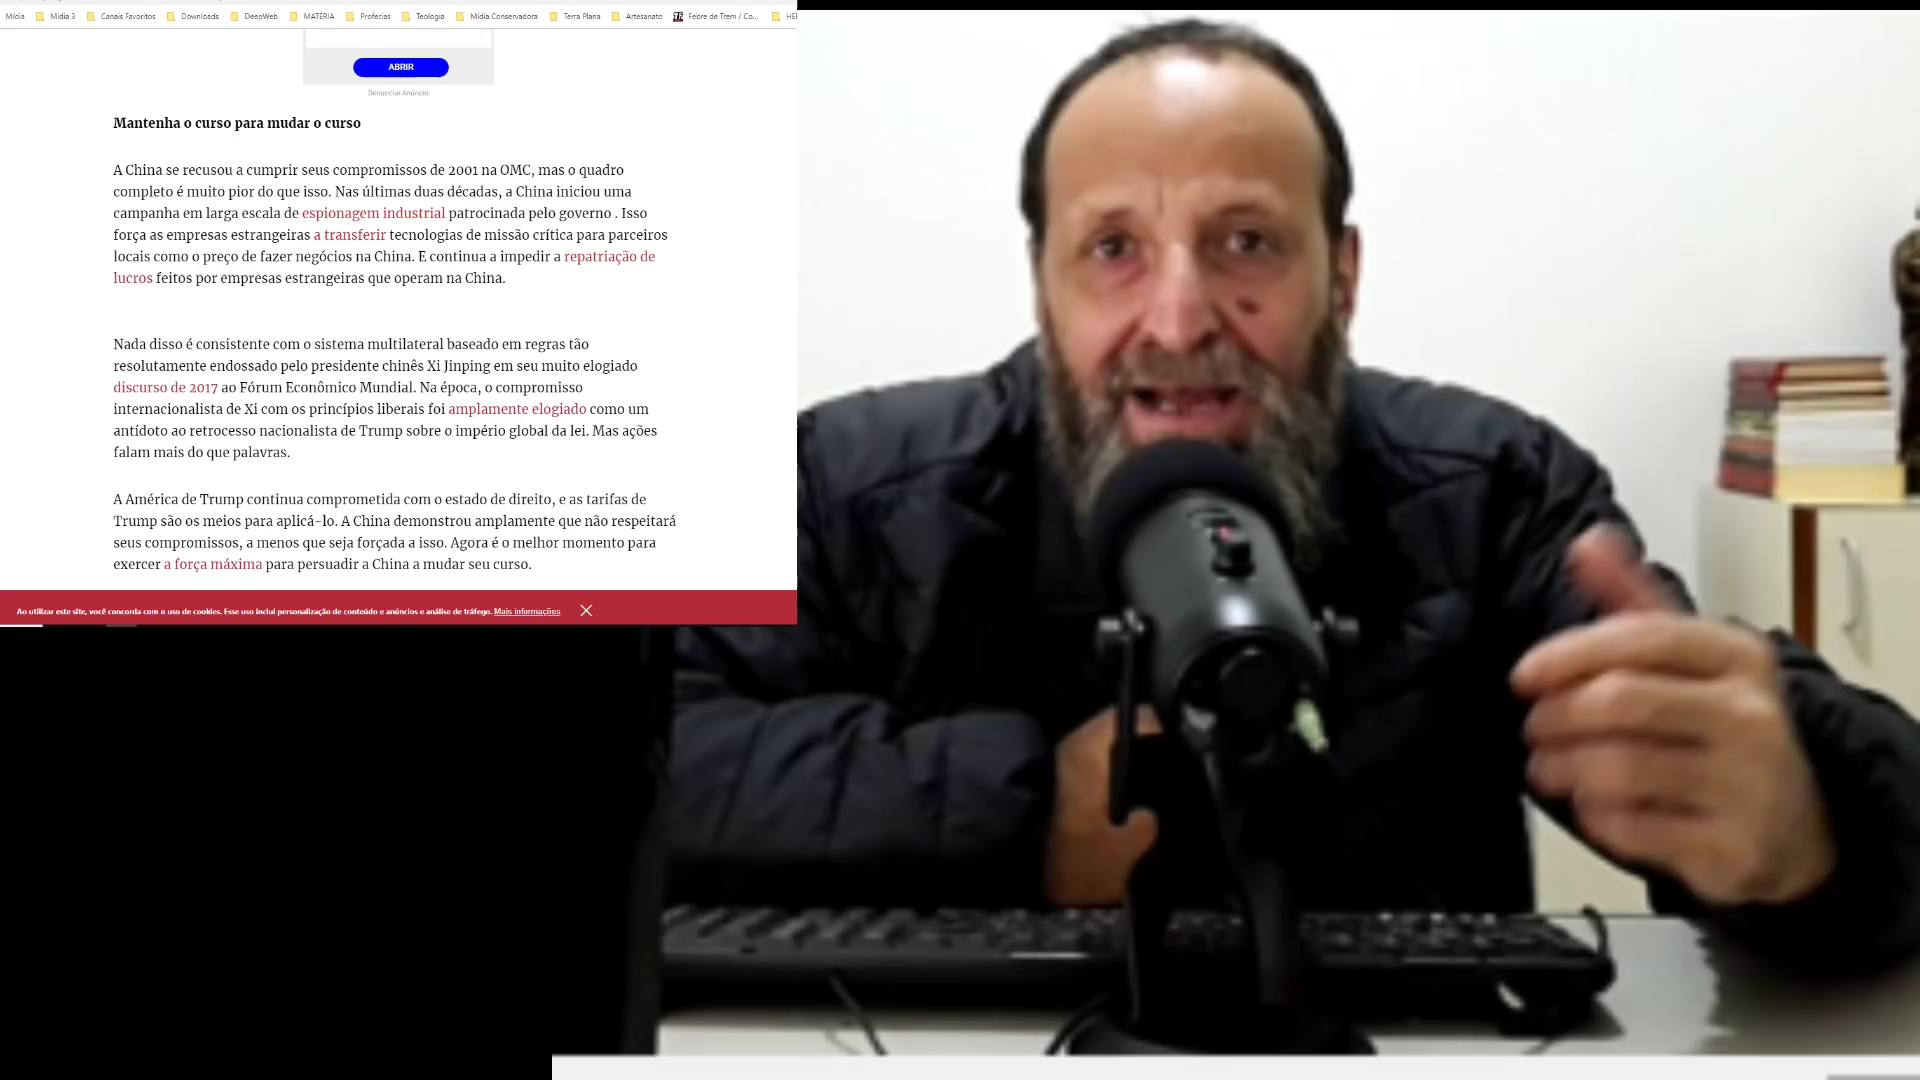 Mídia Mídia 3 Canais Favoritos Downloads DeepWeb MATÉRIA Profecias Teologia Mídia Conservadora Terra Plana Artesanato Febre de Trem / Co...
ABRIR
Denunciar Anúncio
Mantenha o curso para mudar o curso
A China se recusou a cumprir seus compromissos de 2001 na OMC, mas o quadro
completo é muito pior do que isso. Nas últimas duas décadas, a China iniciou uma
campanha em larga escala de espionagem industrial patrocinada pelo governo . Isso
força as empresas estrangeiras a transferir tecnologias de missão crítica para parceiros
locais como o preço de fazer negócios na China. E continua a impedir a repatriação de
lucros feitos por empresas estrangeiras que operam na China.
Nada disso é consistente com o sistema multilateral baseado em regras tão
resolutamente endossado pelo presidente chinês Xi Jinping em seu muito elogiado
discurso de 2017 ao Fórum Econômico Mundial. Na época, o compromisso
internacionalista de Xi com os princípios liberais foi amplamente elogiado como um
antídoto ao retrocesso nacionalista de Trump sobre o império global da lei. Mas ações
falam mais do que palavras.
A América de Trump continua comprometida com o estado de direito, e as tarifas de
Trump são os meios para aplicá-lo. A China demonstrou amplamente que não respeitará
seus compromissos, a menos que seja forçada a isso. Agora é o melhor momento para
exercer a força máxima para persuadir a China a mudar seu curso.
Ao utilizar este site, você concorda com o uso de cookies. Esse uso inclui personalização de conteúdo e anúncios e análise de tráfego. Mais informações